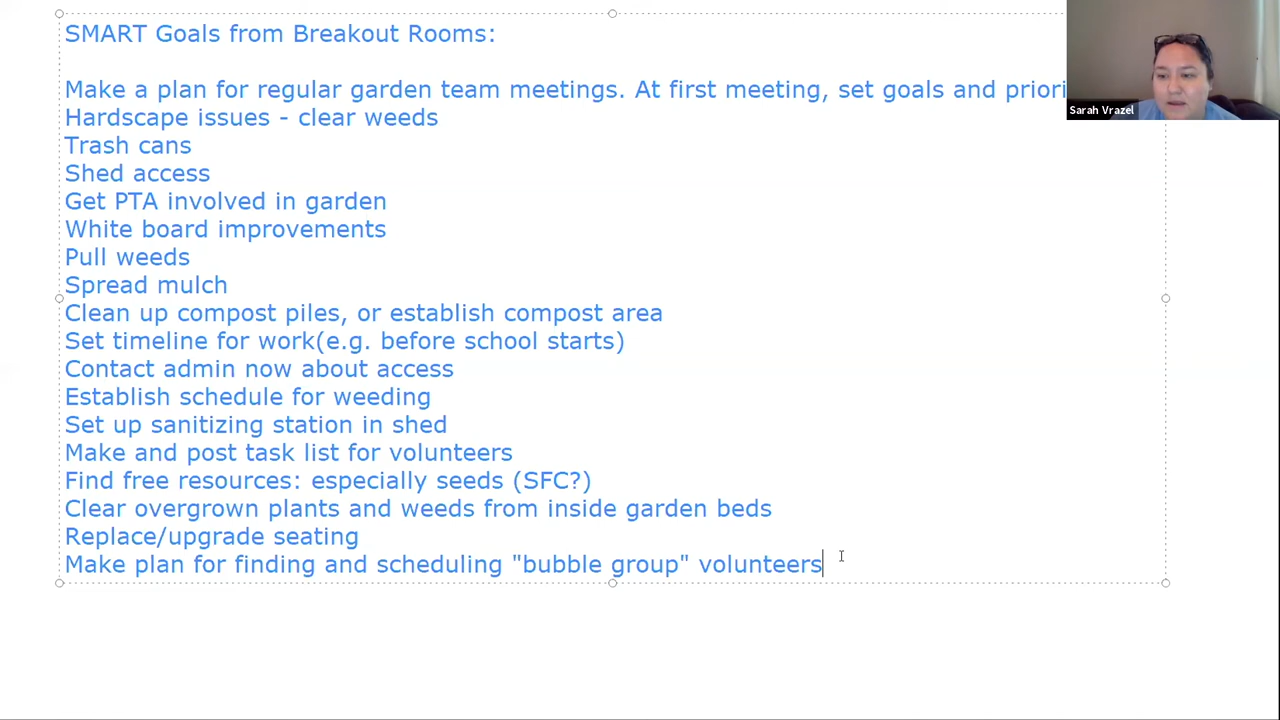 SMART Goals from Breakout Rooms:
Make a plan for regular garden team meetings. At first meeting, set goals and
Hardscape issues - clear weeds
Trash cans
Shed access
Get PTA involved in garden
White board improvements
Pull weeds
Spread mulch
Clean up compost piles, or establish compost area
Set timeline for work(e.g. before school starts)
Contact admin now about access
Establish schedule for weeding
Set up sanitizing station in shed
Make and post task list for volunteers
Find free resources: especially seeds (SFC?)
Clear overgrown plants and weeds from inside garden beds
Replace/upgrade seating
Make plan for finding and scheduling "bubble group" volunteers
Sarah Vrazel